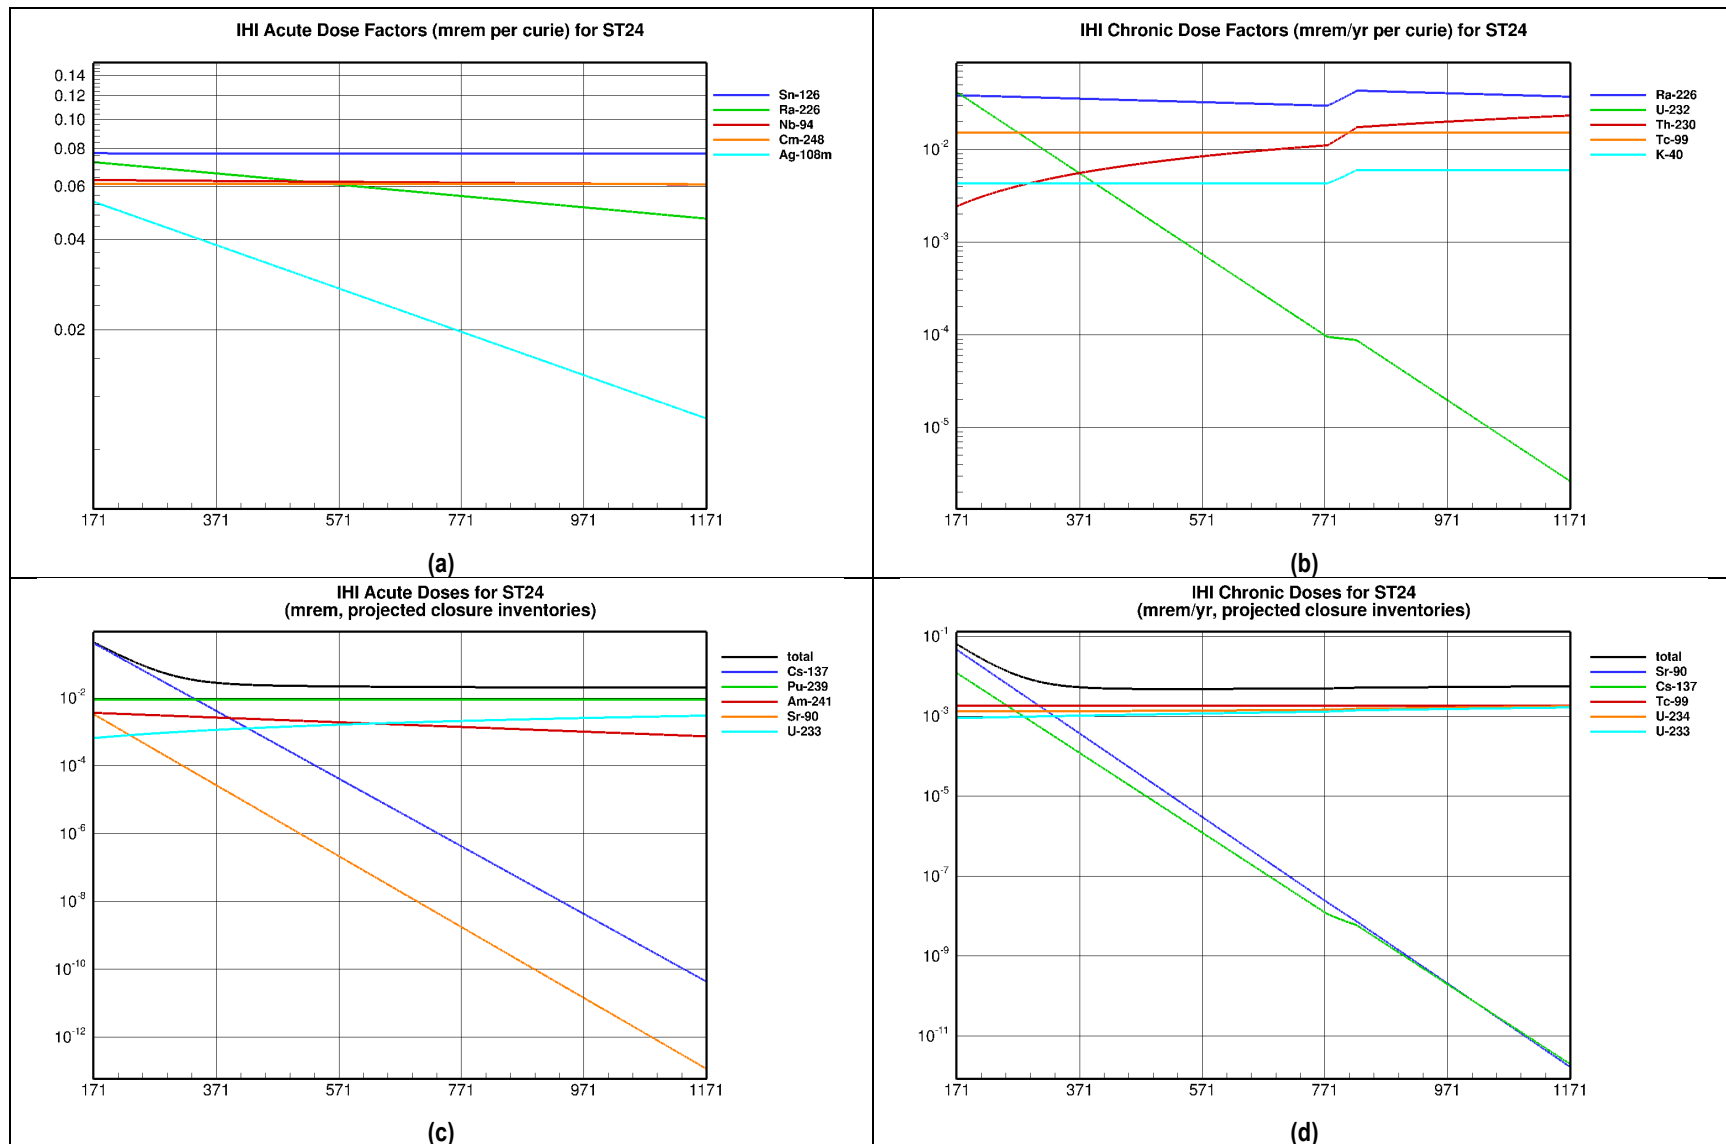 IHI Acute Dose Factors (mrem per curie) for ST24
0.14
0.12
0.10
0.08
0.06
0.04
0.02
171 371 571 771 971 1171
Sn-126
Ra-226
Nb-94
Cm-248
Ag-108m
(a)
IHI Chronic Dose Factors (mrem/yr per curie) for ST24
10^-2
10^-3
10^-4
10^-5
171 371 571 771 971 1171
Ra-226
U-232
Th-230
Tc-99
K-40
(b)
IHI Acute Doses for ST24
(mrem, projected closure inventories)
10^-2
10^-4
10^-6
10^-8
10^-10
10^-12
171 371 571 771 971 1171
total
Cs-137
Pu-239
Am-241
Sr-90
U-233
(c)
IHI Chronic Doses for ST24
(mrem/yr, projected closure inventories)
10^-1
10^-3
10^-5
10^-7
10^-9
10^-11
171 371 571 771 971 1171
total
Sr-90
Cs-137
Tc-99
U-234
U-233
(d)